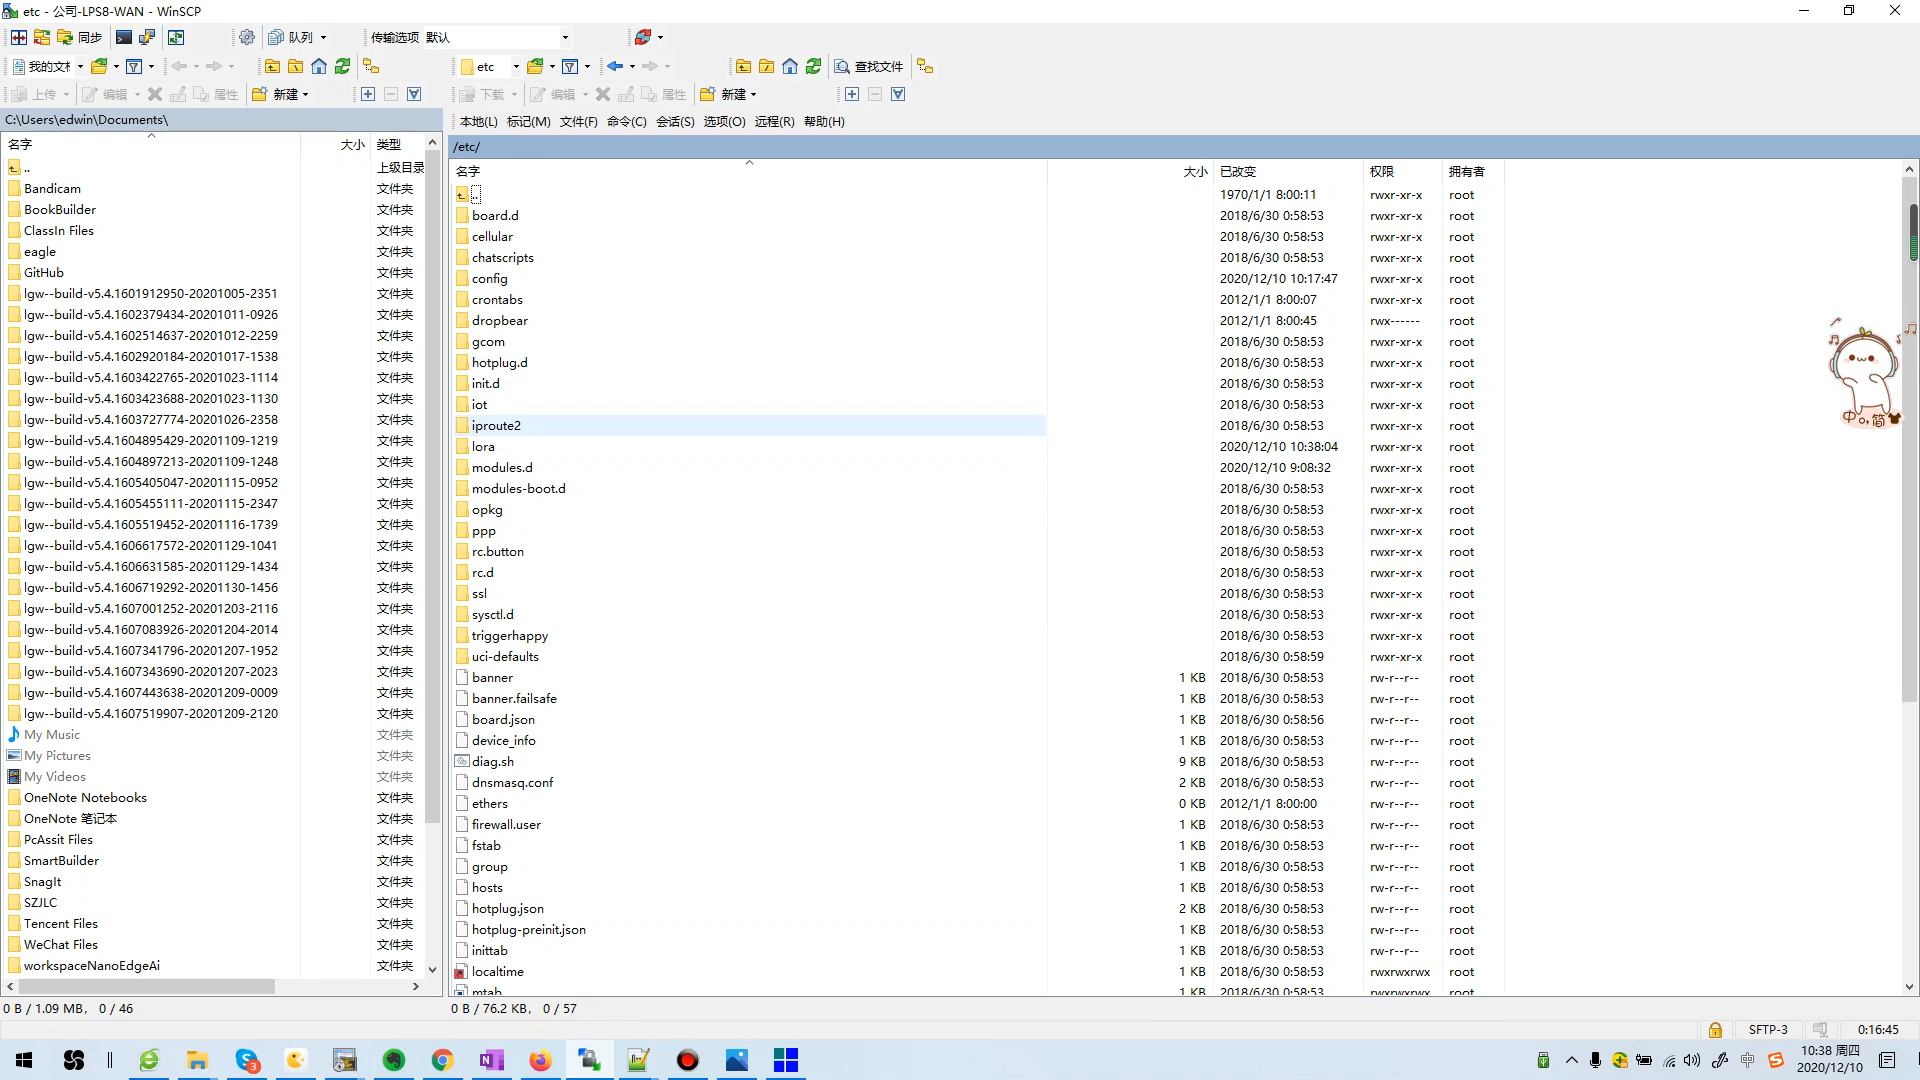 etc - 公司-LPS8-WAN - WinSCP
同步 队列 传输选项 默认
我的文档 etc 查找文件
上传 编辑 属性 新建 下载 编辑 属性 新建
C:\Users\edwin\Documents\
本地(L) 标记(M) 文件(F) 命令(C) 会话(S) 选项(O) 远程(R) 帮助(H)
/etc/
名字 大小 类型
.. 上级目录
Bandicam 文件夹
BookBuilder 文件夹
ClassIn Files 文件夹
eagle 文件夹
GitHub 文件夹
lgw--build-v5.4.1601912950-20201005-2351 文件夹
lgw--build-v5.4.1602379434-20201011-0926 文件夹
lgw--build-v5.4.1602514637-20201012-2259 文件夹
lgw--build-v5.4.1602920184-20201017-1538 文件夹
lgw--build-v5.4.1603422765-20201023-1114 文件夹
lgw--build-v5.4.1603423688-20201023-1130 文件夹
lgw--build-v5.4.1603727774-20201026-2358 文件夹
lgw--build-v5.4.1604895429-20201109-1219 文件夹
lgw--build-v5.4.1604897213-20201109-1248 文件夹
lgw--build-v5.4.1605405047-20201115-0952 文件夹
lgw--build-v5.4.1605455111-20201115-2347 文件夹
lgw--build-v5.4.1605519452-20201116-1739 文件夹
lgw--build-v5.4.1606617572-20201129-1041 文件夹
lgw--build-v5.4.1606631585-20201129-1434 文件夹
lgw--build-v5.4.1606719292-20201130-1456 文件夹
lgw--build-v5.4.1607001252-20201203-2116 文件夹
lgw--build-v5.4.1607083926-20201204-2014 文件夹
lgw--build-v5.4.1607341796-20201207-1952 文件夹
lgw--build-v5.4.1607343690-20201207-2023 文件夹
lgw--build-v5.4.1607443638-20201209-0009 文件夹
lgw--build-v5.4.1607519907-20201209-2120 文件夹
My Music 文件夹
My Pictures 文件夹
My Videos 文件夹
OneNote Notebooks 文件夹
OneNote 笔记本 文件夹
PcAssit Files 文件夹
SmartBuilder 文件夹
SnagIt 文件夹
SZJLC 文件夹
Tencent Files 文件夹
WeChat Files 文件夹
workspaceNanoEdgeAi 文件夹
名字 大小 已改变 权限 拥有者
.. 1970/1/1 8:00:11 rwxr-xr-x root
board.d 2018/6/30 0:58:53 rwxr-xr-x root
cellular 2018/6/30 0:58:53 rwxr-xr-x root
chatscripts 2018/6/30 0:58:53 rwxr-xr-x root
config 2020/12/10 10:17:47 rwxr-xr-x root
crontabs 2012/1/1 8:00:07 rwxr-xr-x root
dropbear 2012/1/1 8:00:45 rwx------ root
gcom 2018/6/30 0:58:53 rwxr-xr-x root
hotplug.d 2018/6/30 0:58:53 rwxr-xr-x root
init.d 2018/6/30 0:58:53 rwxr-xr-x root
iot 2018/6/30 0:58:53 rwxr-xr-x root
iproute2 2018/6/30 0:58:53 rwxr-xr-x root
lora 2020/12/10 10:38:04 rwxr-xr-x root
modules.d 2020/12/10 9:08:32 rwxr-xr-x root
modules-boot.d 2018/6/30 0:58:53 rwxr-xr-x root
opkg 2018/6/30 0:58:53 rwxr-xr-x root
ppp 2018/6/30 0:58:53 rwxr-xr-x root
rc.button 2018/6/30 0:58:53 rwxr-xr-x root
rc.d 2018/6/30 0:58:53 rwxr-xr-x root
ssl 2018/6/30 0:58:53 rwxr-xr-x root
sysctl.d 2018/6/30 0:58:53 rwxr-xr-x root
triggerhappy 2018/6/30 0:58:53 rwxr-xr-x root
uci-defaults 2018/6/30 0:58:59 rwxr-xr-x root
banner 1 KB 2018/6/30 0:58:53 rw-r--r-- root
banner.failsafe 1 KB 2018/6/30 0:58:53 rw-r--r-- root
board.json 1 KB 2018/6/30 0:58:56 rw-r--r-- root
device_info 1 KB 2018/6/30 0:58:53 rw-r--r-- root
diag.sh 9 KB 2018/6/30 0:58:53 rw-r--r-- root
dnsmasq.conf 2 KB 2018/6/30 0:58:53 rw-r--r-- root
ethers 0 KB 2012/1/1 8:00:00 rw-r--r-- root
firewall.user 1 KB 2018/6/30 0:58:53 rw-r--r-- root
fstab 1 KB 2018/6/30 0:58:53 rw-r--r-- root
group 1 KB 2018/6/30 0:58:53 rw-r--r-- root
hosts 1 KB 2018/6/30 0:58:53 rw-r--r-- root
hotplug.json 2 KB 2018/6/30 0:58:53 rw-r--r-- root
hotplug-preinit.json 1 KB 2018/6/30 0:58:53 rw-r--r-- root
inittab 1 KB 2018/6/30 0:58:53 rw-r--r-- root
localtime 1 KB 2018/6/30 0:58:53 rwxrwxrwx root
mtab 1 KB 2018/6/30 0:58:53 rwxrwxrwx root
中 简
0 B / 1.09 MB, 0 / 46
0 B / 76.2 KB, 0 / 57
SFTP-3 0:16:45
3
中 10:38 周四
2020/12/10